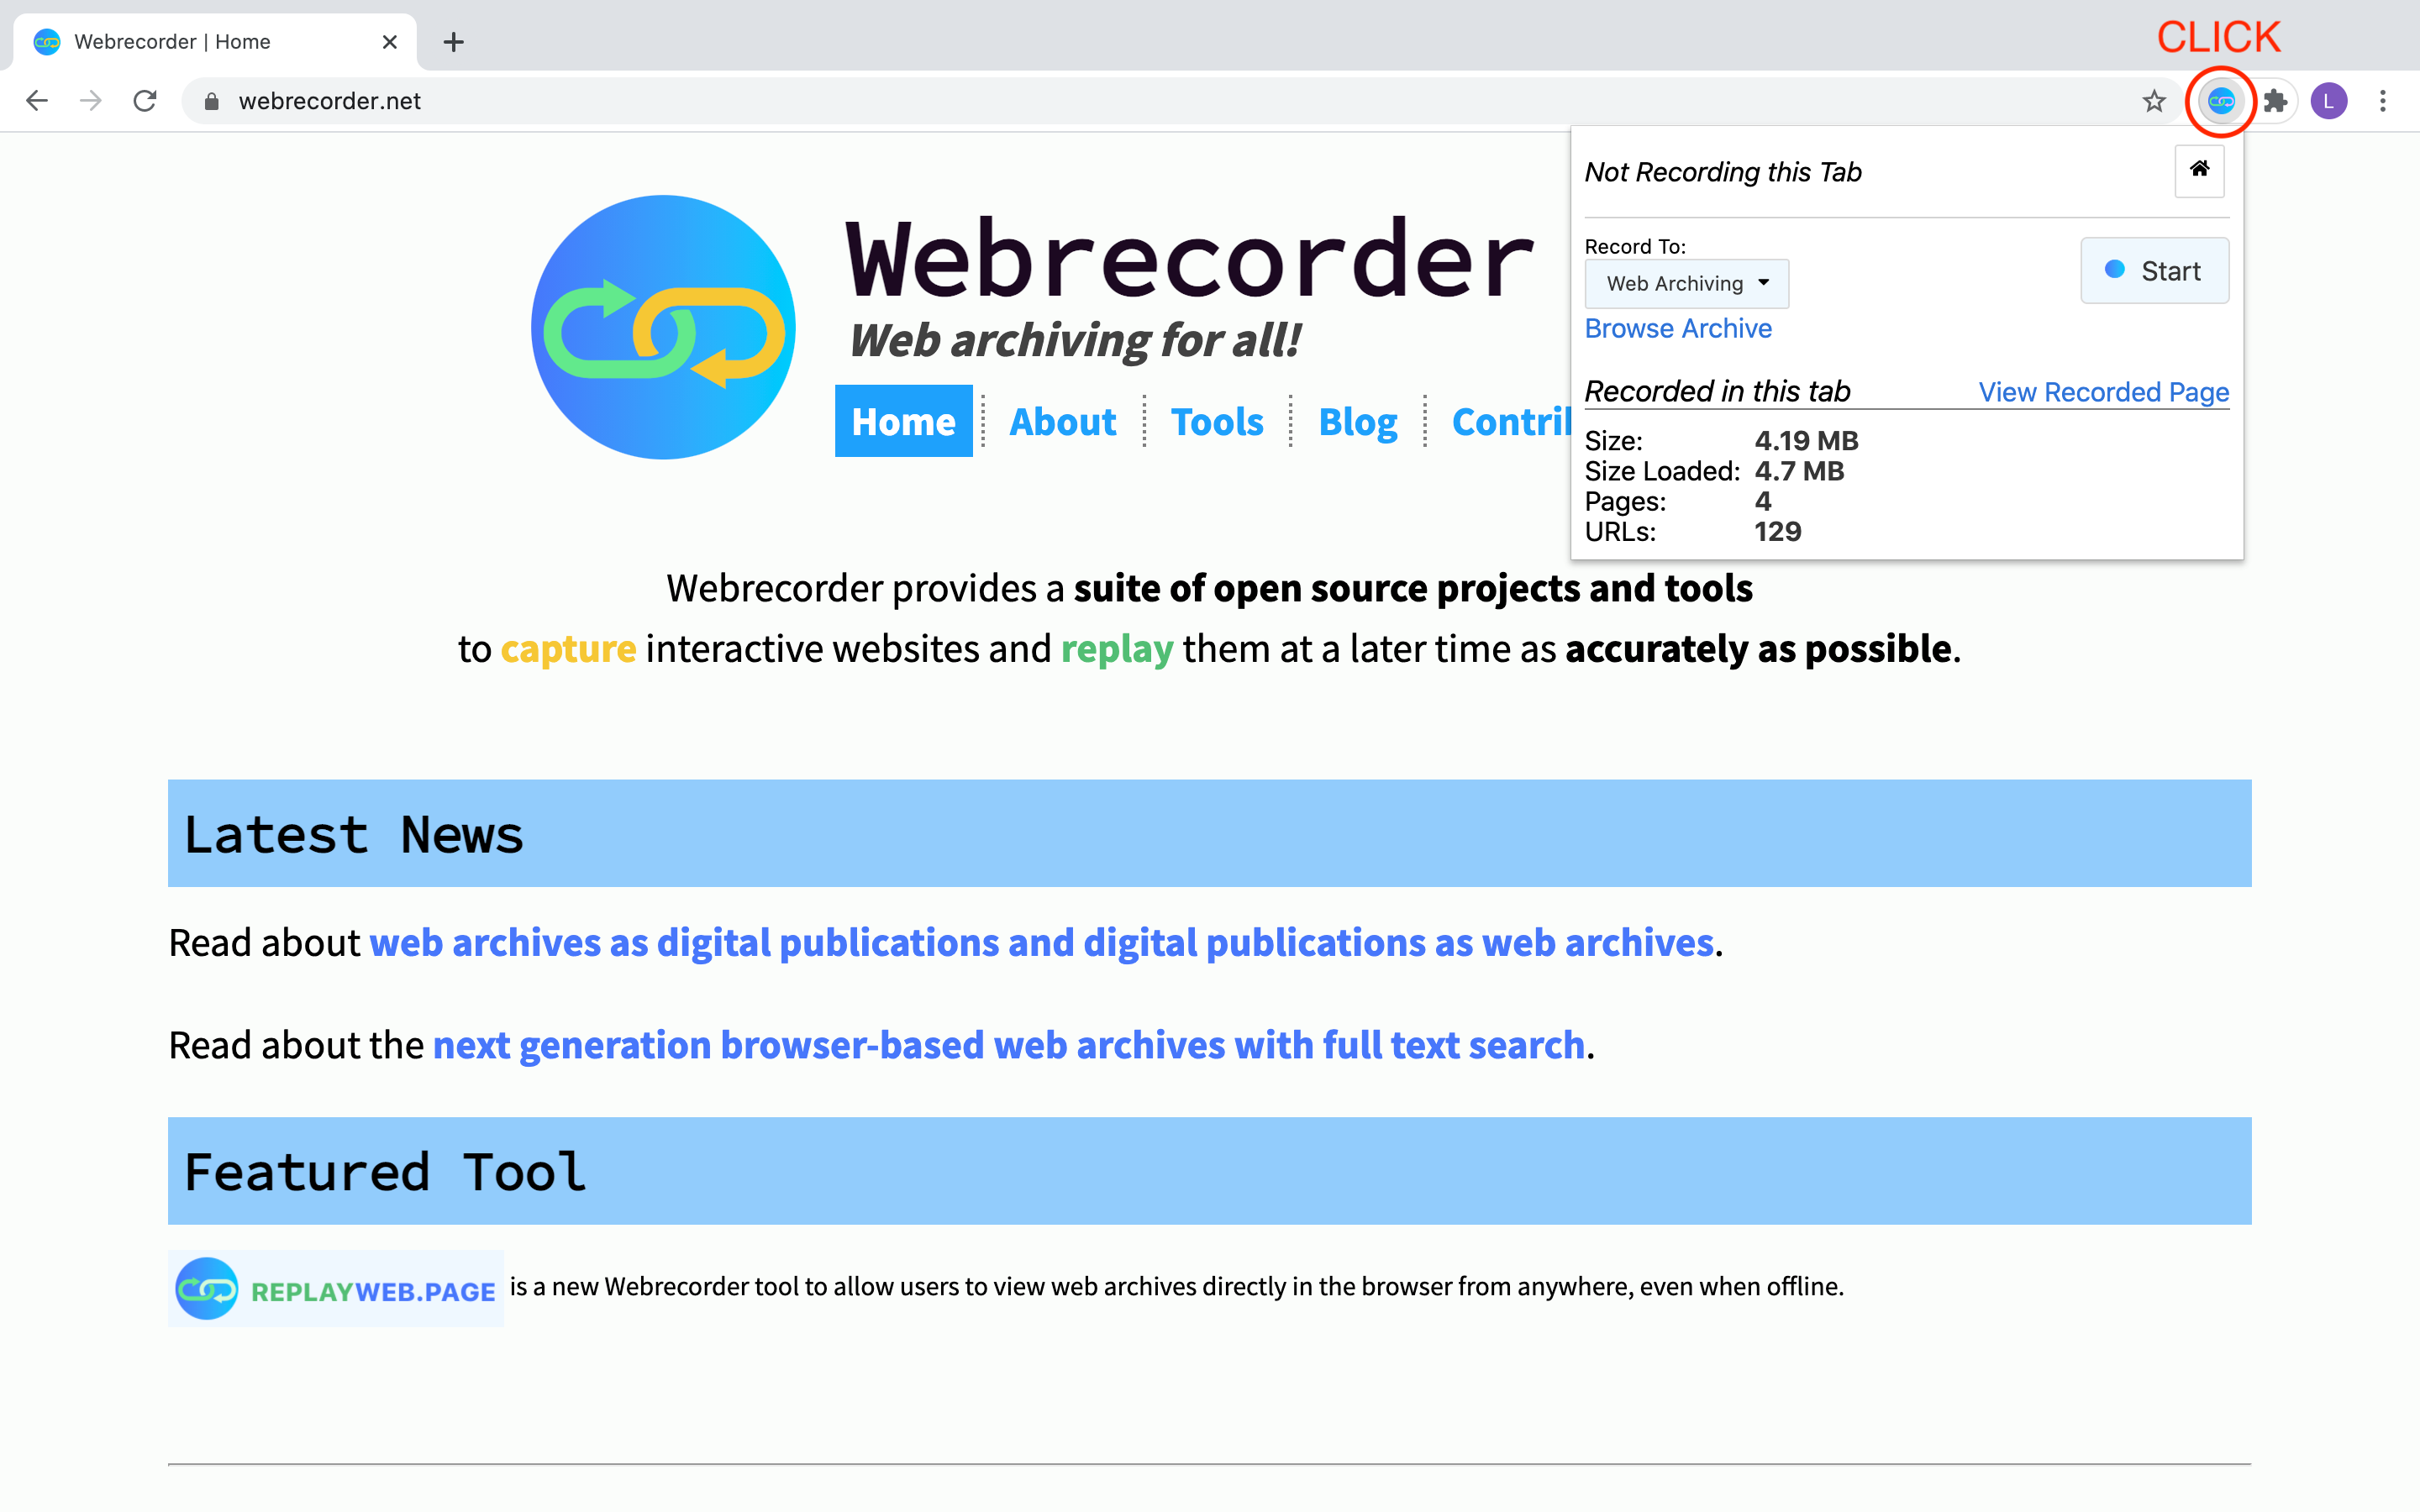 Webrecorder | Home
CLICK
webrecorder.net
L
Not Recording this Tab
Record To:
Web Archiving
Start
Browse Archive
Recorded in this tab
View Recorded Page
Size: 4.19 MB
Size Loaded: 4.7 MB
Pages: 4
URLs: 129
Webrecorder
Web archiving for all!
Home About Tools Blog Contrib
Webrecorder provides a suite of open source projects and tools
to capture interactive websites and replay them at a later time as accurately as possible.
Latest News
Read about web archives as digital publications and digital publications as web archives.
Read about the next generation browser-based web archives with full text search.
Featured Tool
REPLAYWEB.PAGE is a new Webrecorder tool to allow users to view web archives directly in the browser from anywhere, even when offline.